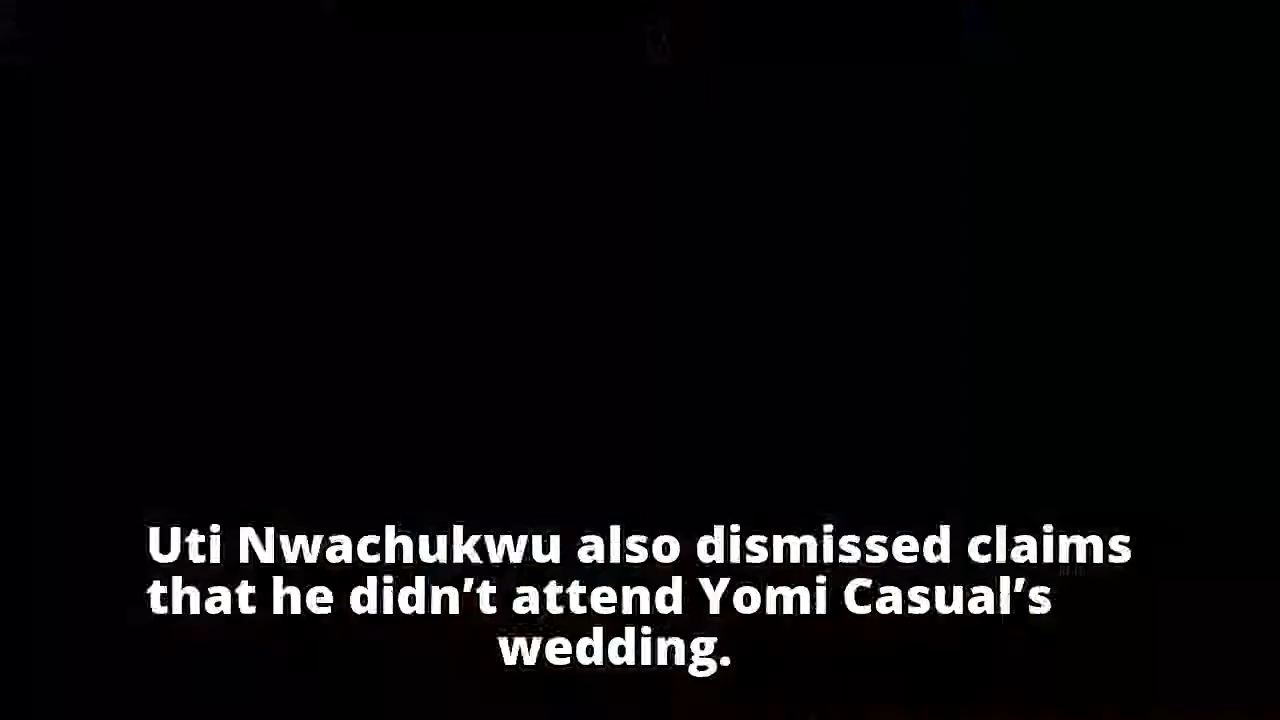 Uti Nwachukwu also dismissed claims
that he didn’t attend Yomi Casual’s
wedding.